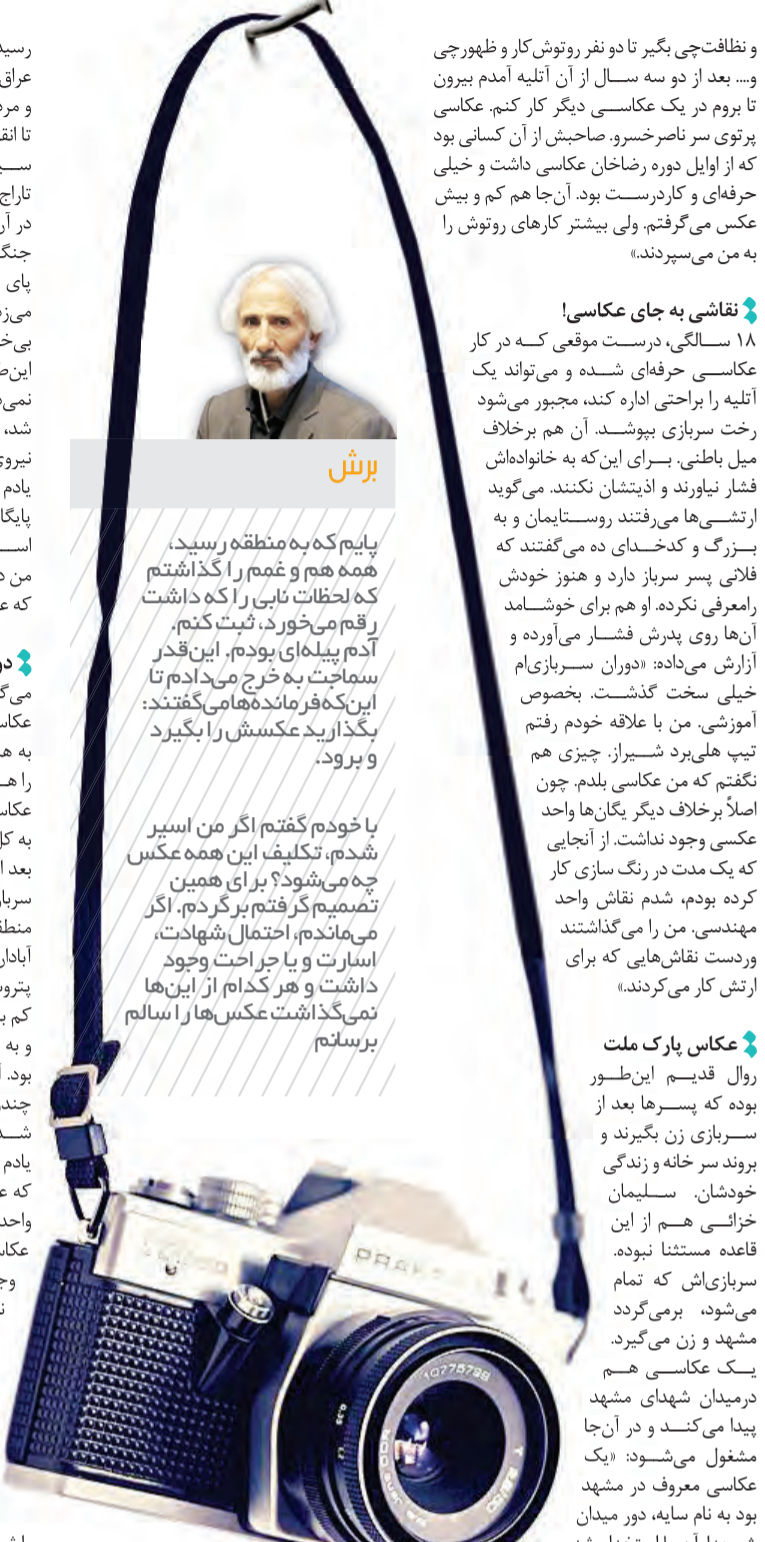 و نظافت‌چی بگیر تا دو نفر روتوش‌کار و ظهورچی
و.... بعد از دو سه سال از آن آتلیه آمدم بیرون
تا بروم در یک عکاسی دیگر کار کنم. عکاسی
پرتوی سر ناصرخسرو. صاحبش از آن کسانی بود
که از اوایل دوره رضاخان عکاسی داشت و خیلی
حرفه‌ای و کاردرست بود. آن‌جا هم کم و بیش
عکس می‌گرفتم. ولی بیشتر کارهای روتوش را
به من می‌سپردند.»
نقاشی به جای عکاسی!
۱۸ سالگی، درست موقعی که در کار
عکاسی حرفه‌ای شده و می‌تواند یک
آتلیه را براحتی اداره کند، مجبور می‌شود
رخت سربازی بپوشد. آن هم برخلاف
میل باطنی. برای این‌که به خانواده‌اش
فشار نیاورند و اذیتشان نکنند. می‌گوید
ارتشی‌ها می‌رفتند روستایمان و به
بزرگ و کدخدای ده می‌گفتند که
فلانی پسر سرباز دارد و هنوز خودش
رامعرفی نکرده. او هم برای خوشامد
آن‌ها روی پدرش فشار می‌آورده و
آزارش می‌داده: «دوران سربازی‌ام
خیلی سخت گذشت. بخصوص
آموزشی. من با علاقه خودم رفتم
تیپ هلی‌برد شیراز. چیزی هم
نگفتم که من عکاسی بلدم. چون
اصلاً برخلاف دیگر یگان‌ها واحد
عکسی وجود نداشت. از آنجایی
که یک مدت در رنگ سازی کار
کرده بودم، شدم نقاش واحد
مهندسی. من را می‌گذاشتند
وردست نقاش‌هایی که برای
ارتش کار می‌کردند.»
عکاس پارک ملت
روال قدیم این‌طور
بوده که پسرها بعد از
سربازی زن بگیرند و
بروند سر خانه و زندگی
خودشان. سلیمان
خزائی هم از این
قاعده مستثنا نبوده.
سربازی‌اش که تمام
می‌شود، برمی‌گردد
مشهد و زن می‌گیرد.
یک عکاسی هم
درمیدان شهدای مشهد
پیدا می‌کند و در آن‌جا
مشغول می‌شود: «یک
عکاسی معروف در مشهد
بود به نام سایه، دور میدان
برش
پایم که به منطقه رسید،
همه هم و غمم را گذاشتم
که لحظات نابی را که داشت
رقم می‌خورد، ثبت کنم.
آدم پیله‌ای بودم. این‌قدر
سماجت به خرج می‌دادم تا
این‌که فرمانده‌ها می‌گفتند:
بگذارید عکسش را بگیرد
و برود.
با خودم گفتم اگر من اسیر
شدم، تکلیف این همه عکس
چه می‌شود؟ برای همین
تصمیم گرفتم برگردم. اگر
می‌ماندم، احتمال شهادت،
اسارت و یا جراحت وجود
داشت و هر کدام از این‌ها
نمی‌گذاشت عکس‌ها را سالم
برسانم
10775788